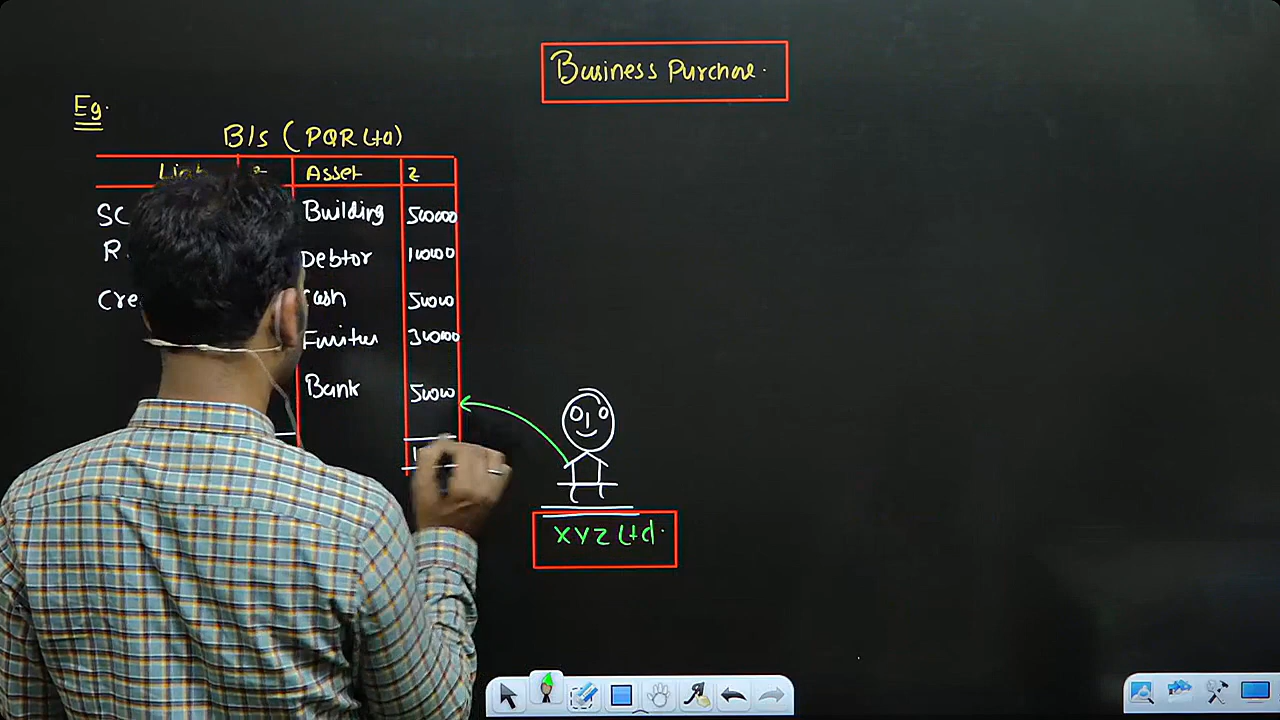 Business Purchase.
Eg.
B/S (PQR Ltd)
Asset ₹
SC Building 500000
R. Debtor 100000
Cre Cash 50000
Furniture 300000
Bank 50000
XYZ Ltd.